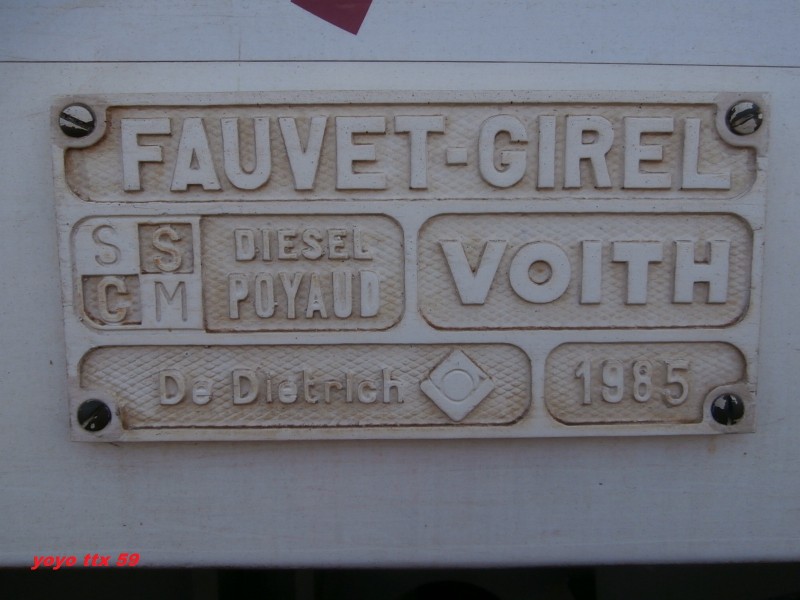 FAUVET-GIREL
S S
C M
DIESEL
POYAUD
VOITH
De Dietrich
1985
yoyo ttx 59